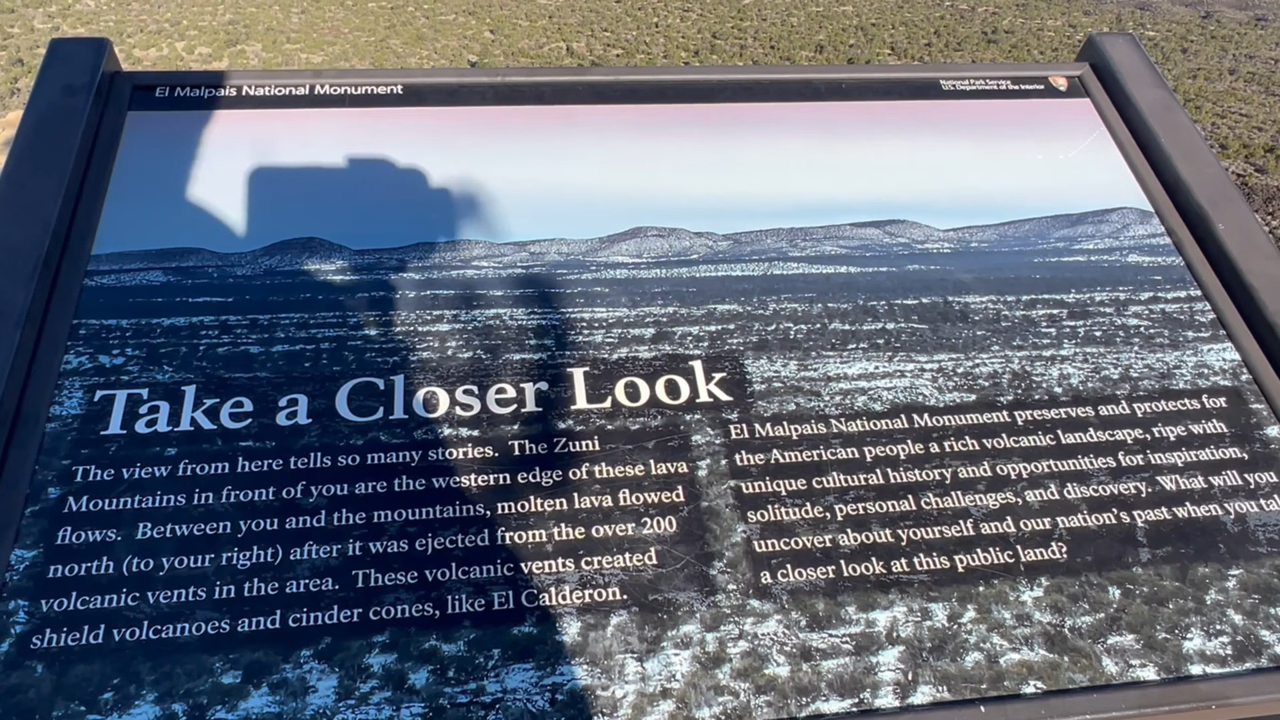 El Malpais National Monument
National Park Service
U.S. Department of the Interior
Take a Closer Look
The view from here tells so many stories. The Zuni
Mountains in front of you are the western edge of these lava
flows. Between you and the mountains, molten lava flowed
north (to your right) after it was ejected from the over 200
volcanic vents in the area. These volcanic vents created
shield volcanoes and cinder cones, like El Calderon.
El Malpais National Monument preserves and protects for
the American people a rich volcanic landscape, ripe with
unique cultural history and opportunities for inspiration,
solitude, personal challenges, and discovery. What will you
uncover about yourself and our nation's past when you
a closer look at this public land?